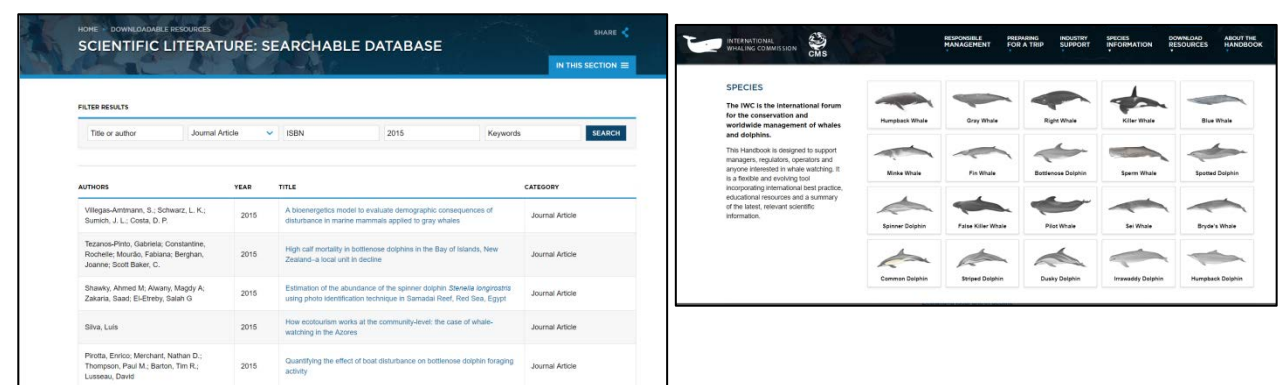 HOME - DOWNLOADABLE RESOURCES
SHARE
SCIENTIFIC LITERATURE: SEARCHABLE DATABASE
IN THIS SECTION
FILTER RESULTS
Title or author Journal Article ISBN 2015 Keywords SEARCH
AUTHORS YEAR TITLE CATEGORY
Villegas-Amtmann, S.; Schwarz, L. K.;
Sumich, J. L.; Costa, D. P.
2015
A bioenergetics model to evaluate demographic consequences of
disturbance in marine mammals applied to gray whales
Journal Article
Tezanos-Pinto, Gabriela; Constantine,
Rochelle; Mourão, Fabiana; Berghan,
Joanne; Scott Baker, C.
2015
High calf mortality in bottlenose dolphins in the Bay of Islands, New
Zealand–a local unit in decline
Journal Article
Shawky, Ahmed M; Alwany, Magdy A;
Zakaria, Saad; El-Etreby, Salah G
2015
Estimation of the abundance of the spinner dolphin Stenella longirostris
using photo identification technique in Samadai Reef, Red Sea, Egypt
Journal Article
Silva, Luis
2015
How ecotourism works at the community-level: the case of whale-
watching in the Azores
Journal Article
Pirotta, Enrico; Merchant, Nathan D.;
Thompson, Paul M.; Barton, Tim R.;
Lusseau, David
2015
Quantifying the effect of boat disturbance on bottlenose dolphin foraging
activity
Journal Article
INTERNATIONAL
WHALING COMMISSION
CMS
RESPONSIBLE
MANAGEMENT
PREPARING
FOR A TRIP
INDUSTRY
SUPPORT
SPECIES
INFORMATION
DOWNLOAD
RESOURCES
ABOUT THE
HANDBOOK
SPECIES
The IWC is the international forum
for the conservation and
worldwide management of whales
and dolphins.
This Handbook is designed to support
managers, regulators, operators and
anyone interested in whale watching. It
is a flexible and evolving tool
incorporating international best practice,
educational resources and a summary
of the latest, relevant scientific
information.
Humpback Whale Gray Whale Right Whale Killer Whale Blue Whale
Minke Whale Fin Whale Bottlenose Dolphin Sperm Whale Spotted Dolphin
Spinner Dolphin False Killer Whale Pilot Whale Sei Whale Bryde's Whale
Common Dolphin Striped Dolphin Dusky Dolphin Irrawaddy Dolphin Humpback Dolphin